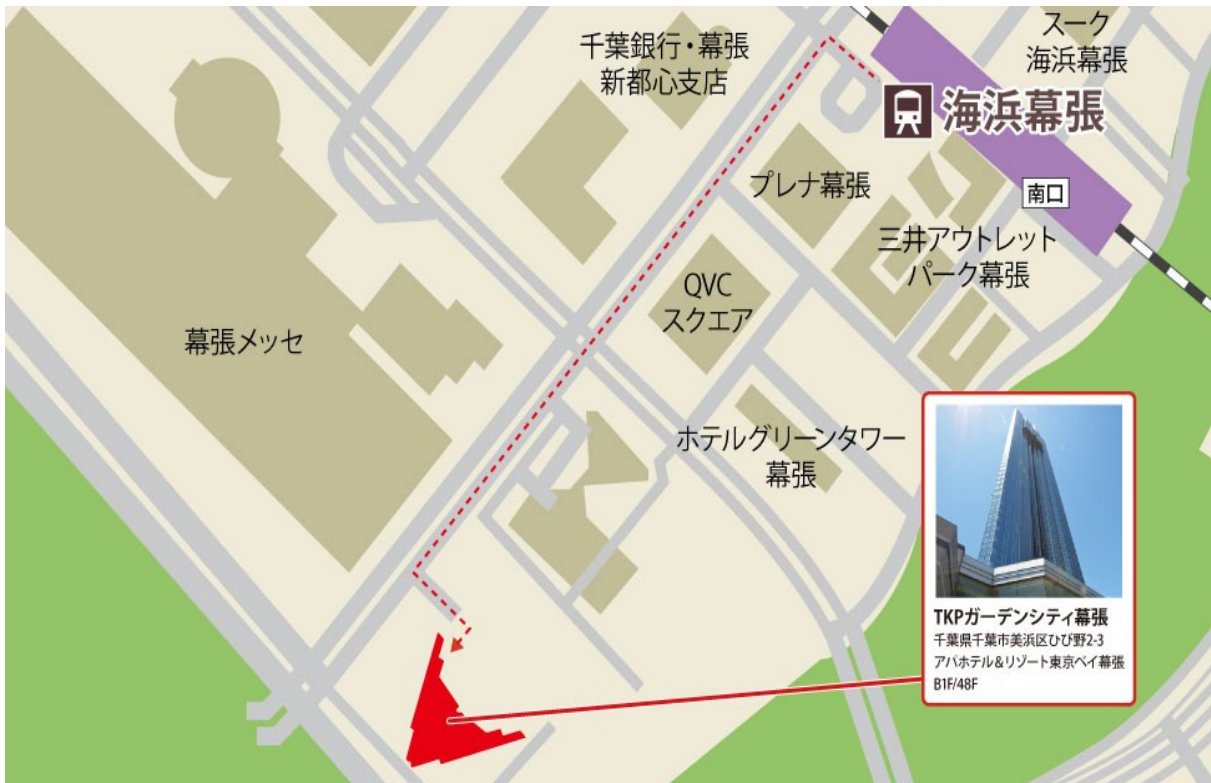 千葉銀行・幕張
新都心支店
スーク
海浜幕張
海浜幕張
プレナ幕張
南口
三井アウトレット
パーク幕張
QVC
スクエア
幕張メッセ
ホテルグリーンタワー
幕張
TKPガーデンシティ幕張
千葉県千葉市美浜区ひび野2-3
アパホテル&リゾート東京ベイ幕張
B1F/48F